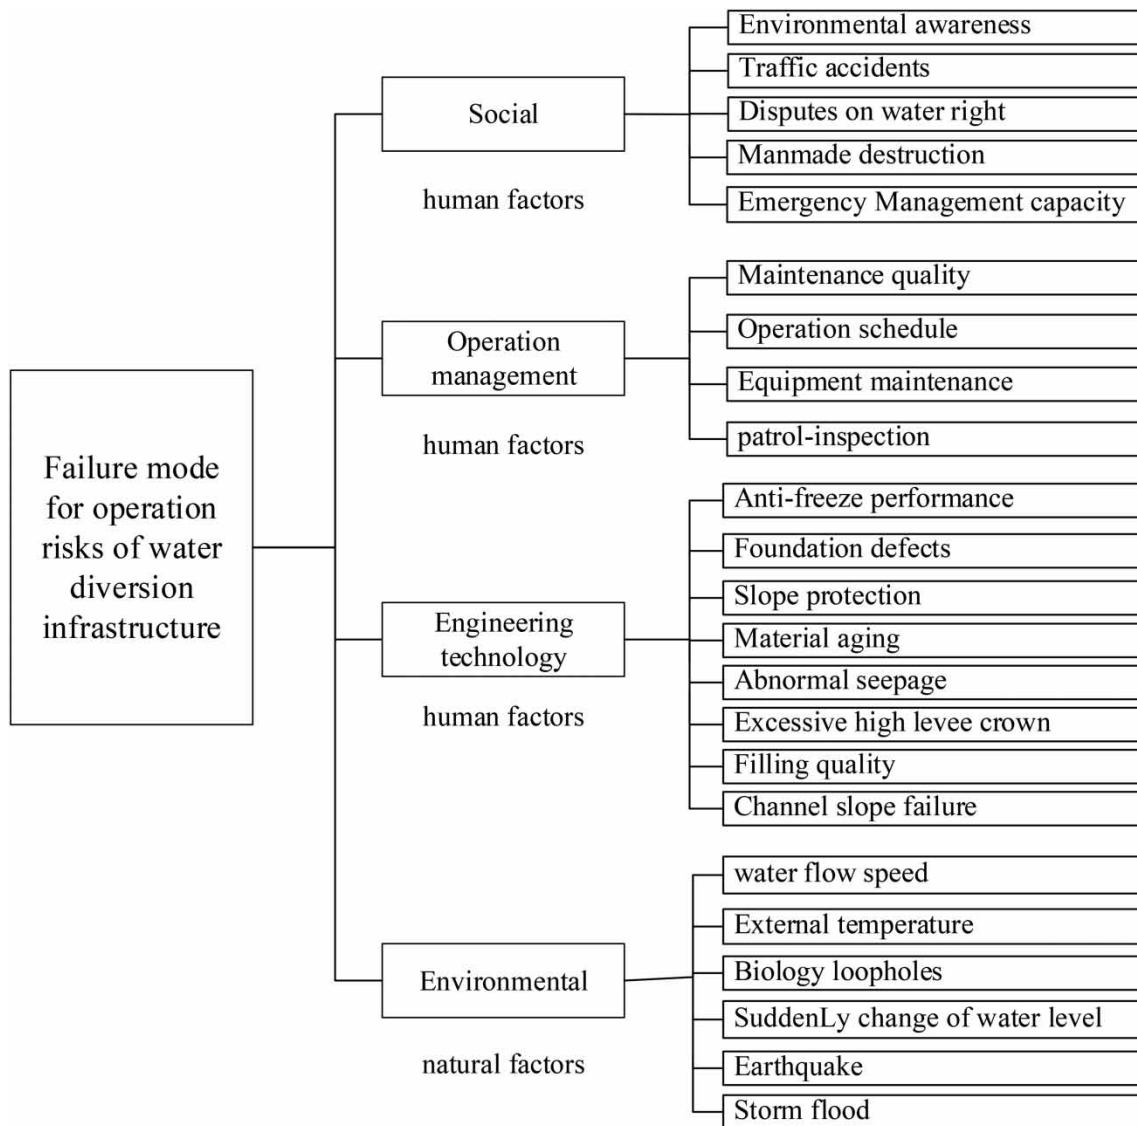 Failure mode
for operation
risks of water
diversion
infrastructure
Social
human factors
Environmental awareness
Traffic accidents
Disputes on water right
Manmade destruction
Emergency Management capacity
Operation
management
human factors
Maintenance quality
Operation schedule
Equipment maintenance
patrol-inspection
Engineering
technology
human factors
Anti-freeze performance
Foundation defects
Slope protection
Material aging
Abnormal seepage
Excessive high levee crown
Filling quality
Channel slope failure
Environmental
natural factors
water flow speed
External temperature
Biology loopholes
SuddenLy change of water level
Earthquake
Storm flood